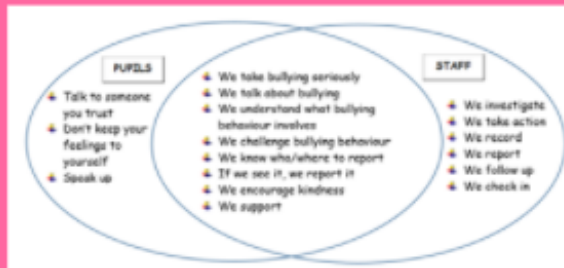 PUPILS
Talk to someone
you trust
Don't keep your
feelings to
yourself
Speak up
We take bullying seriously
We talk about bullying
We understand what bullying
behaviour involves
We challenge bullying behaviour
We know who/where to report
If we see it, we report it
We encourage kindness
We support
STAFF
We investigate
We take action
We record
We report
We follow up
We check in